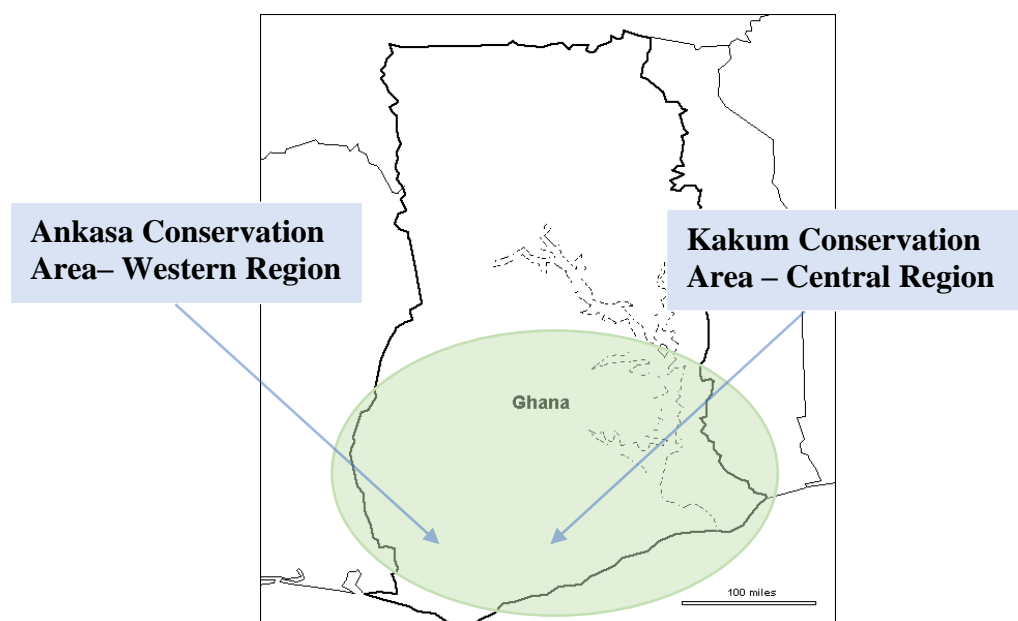 Ankasa Conservation
Area– Western Region
Kakum Conservation
Area – Central Region
Ghana
100 miles